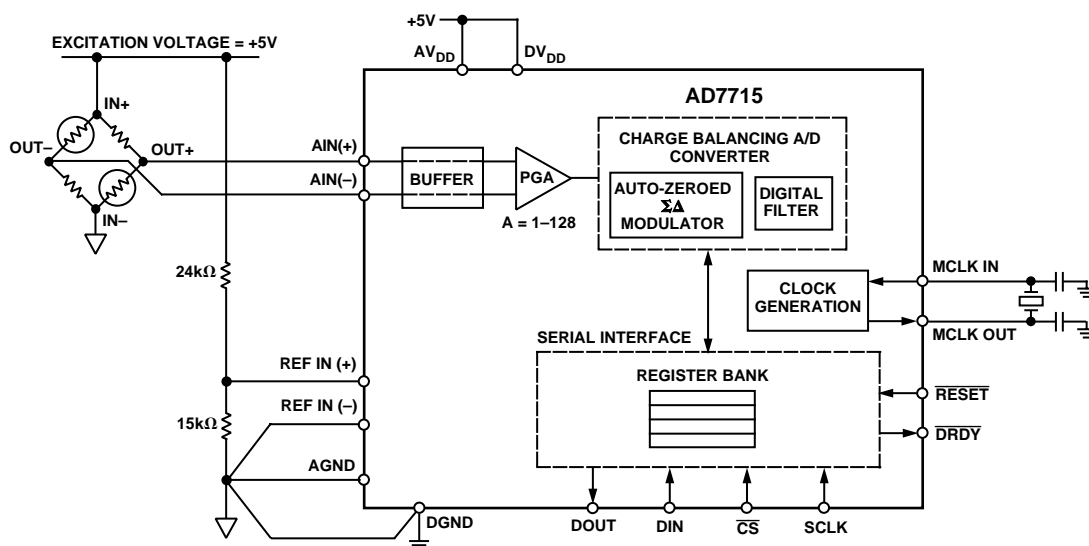 +5V
EXCITATION VOLTAGE = +5V
AVDD
DVDD
AD7715
IN+
OUT–
OUT+
IN–
AIN(+)
AIN(–)
BUFFER
PGA
A = 1–128
CHARGE BALANCING A/D
CONVERTER
AUTO-ZEROED
ΣΔ
MODULATOR
DIGITAL
FILTER
24kΩ
CLOCK
GENERATION
MCLK IN
MCLK OUT
SERIAL INTERFACE
REGISTER BANK
REF IN (+)
REF IN (–)
15kΩ
AGND
RESET
DRDY
DGND
DOUT
DIN
CS
SCLK